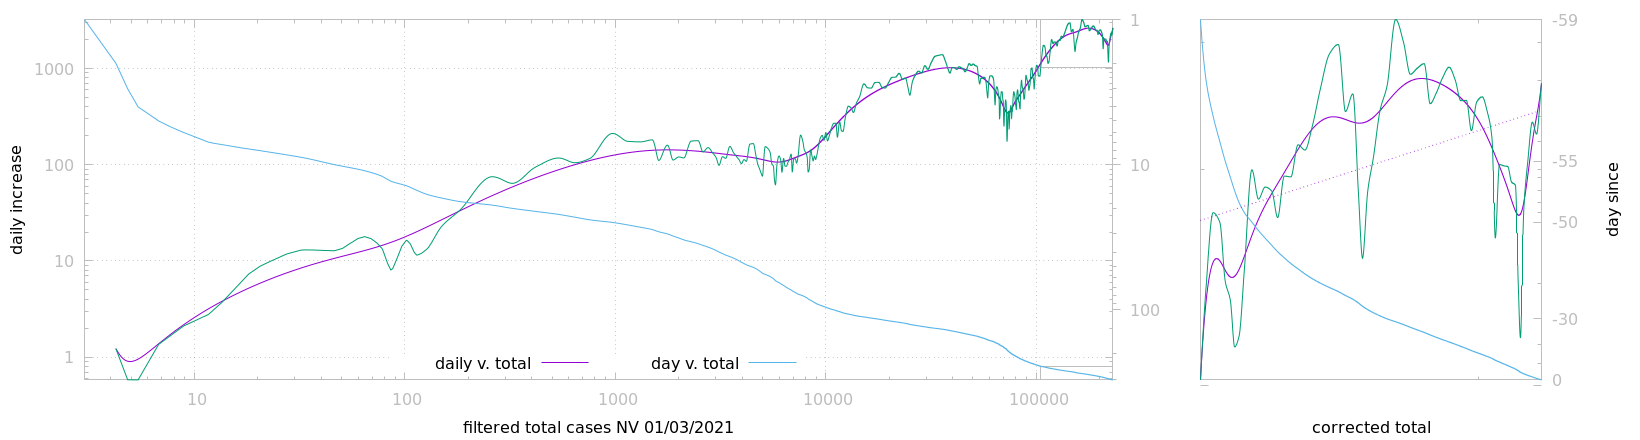 daily increase
1000
100
10
1
daily v. total
day v. total
10
100
1000
10000
100000
filtered total cases NV 01/03/2021
1
10
100
-59
-55
-50
-30
0
day since
corrected total